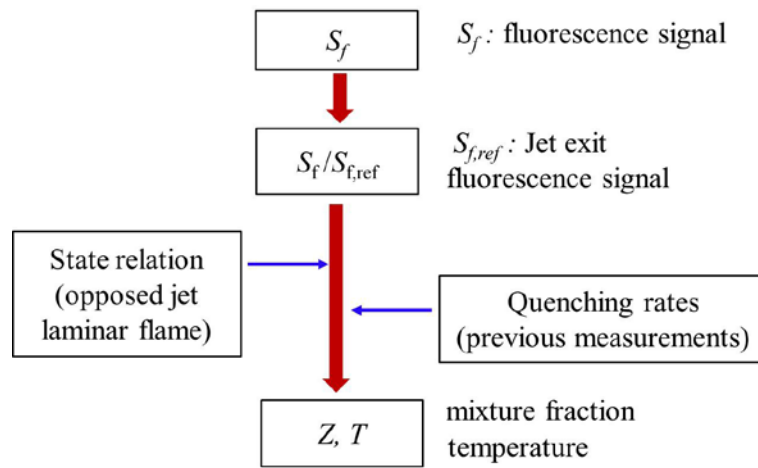 S_f
S_f : fluorescence signal
S_f/S_f,ref
S_f,ref : Jet exit
fluorescence signal
State relation
(opposed jet
laminar flame)
Quenching rates
(previous measurements)
Z, T
mixture fraction
temperature